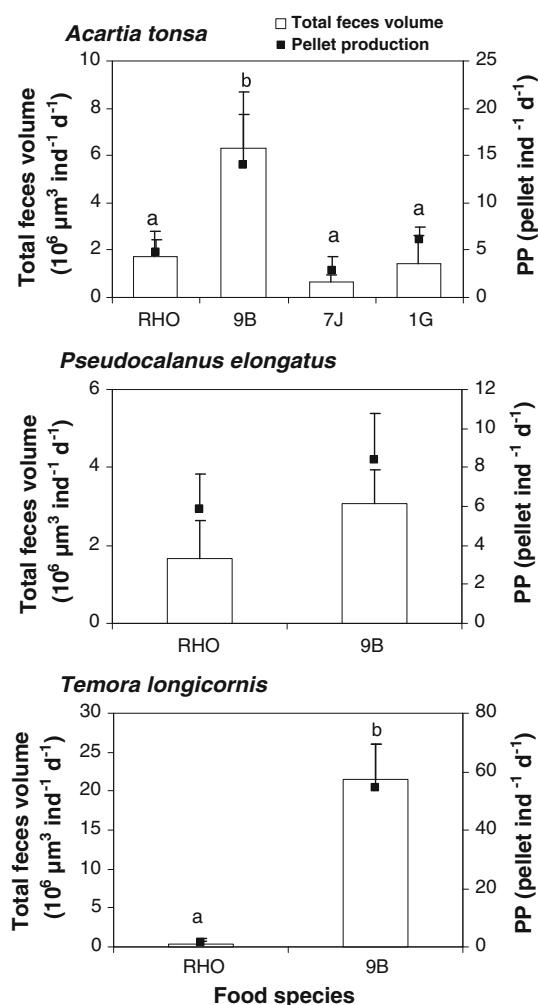 Total feces volume
Pellet production
Acartia tonsa
Total feces volume
(10⁶ µm³ ind⁻¹ d⁻¹)
10
8
6
4
2
0
a
b
a
a
25
20
15
10
5
0
PP (pellet ind ⁻¹ d⁻¹)
RHO 9B 7J 1G
Pseudocalanus elongatus
Total feces volume
(10⁶ µm³ ind⁻¹ d⁻¹)
6
4
2
0
12
10
8
6
4
2
0
PP (pellet ind ⁻¹ d⁻¹)
RHO 9B
Temora longicornis
Total feces volume
(10⁶ µm³ ind⁻¹ d⁻¹)
30
25
20
15
10
5
0
a
b
80
60
40
20
0
PP (pellet ind ⁻¹ d⁻¹)
RHO 9B
Food species